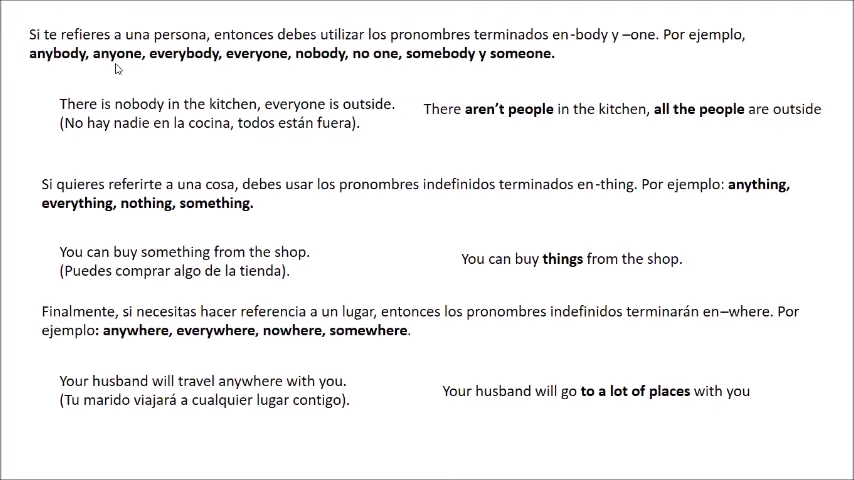 Si te refieres a una persona, entonces debes utilizar los pronombres terminados en-body y –one. Por ejemplo,
anybody, anyone, everybody, everyone, nobody, no one, somebody y someone.
There is nobody in the kitchen, everyone is outside.
(No hay nadie en la cocina, todos están fuera).
There aren’t people in the kitchen, all the people are outside
Si quieres referirte a una cosa, debes usar los pronombres indefinidos terminados en-thing. Por ejemplo: anything,
everything, nothing, something.
You can buy something from the shop.
(Puedes comprar algo de la tienda).
You can buy things from the shop.
Finalmente, si necesitas hacer referencia a un lugar, entonces los pronombres indefinidos terminarán en–where. Por
ejemplo: anywhere, everywhere, nowhere, somewhere.
Your husband will travel anywhere with you.
(Tu marido viajará a cualquier lugar contigo).
Your husband will go to a lot of places with you